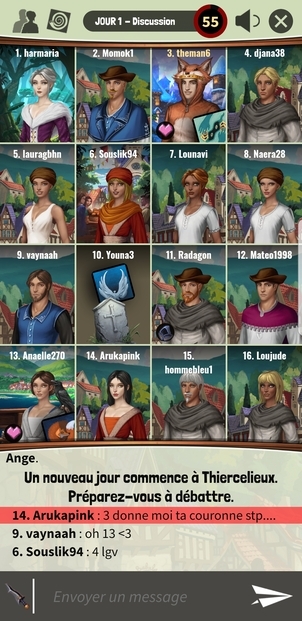 JOUR 1 - Discussion
55
1. harmaria
2. Momok1
3. theman6
4. djana38
5. lauraghhn
6. Souslik94
7. Lounavi
8. Naera28
9. vaynaah
10. Youna3
11. Radagon
12. Mateo1998
13. Anaelle270
14. Arukapink
15.
hommebleu1
16. Loujude
Ange.
Un nouveau jour commence à Thiercelieux.
Préparez-vous à débattre.
14. Arukapink : 3 donne moi ta couronne stp....
9. vaynaah : oh 13 <3
6. Souslik94 : 4 lgv
Envoyer un message